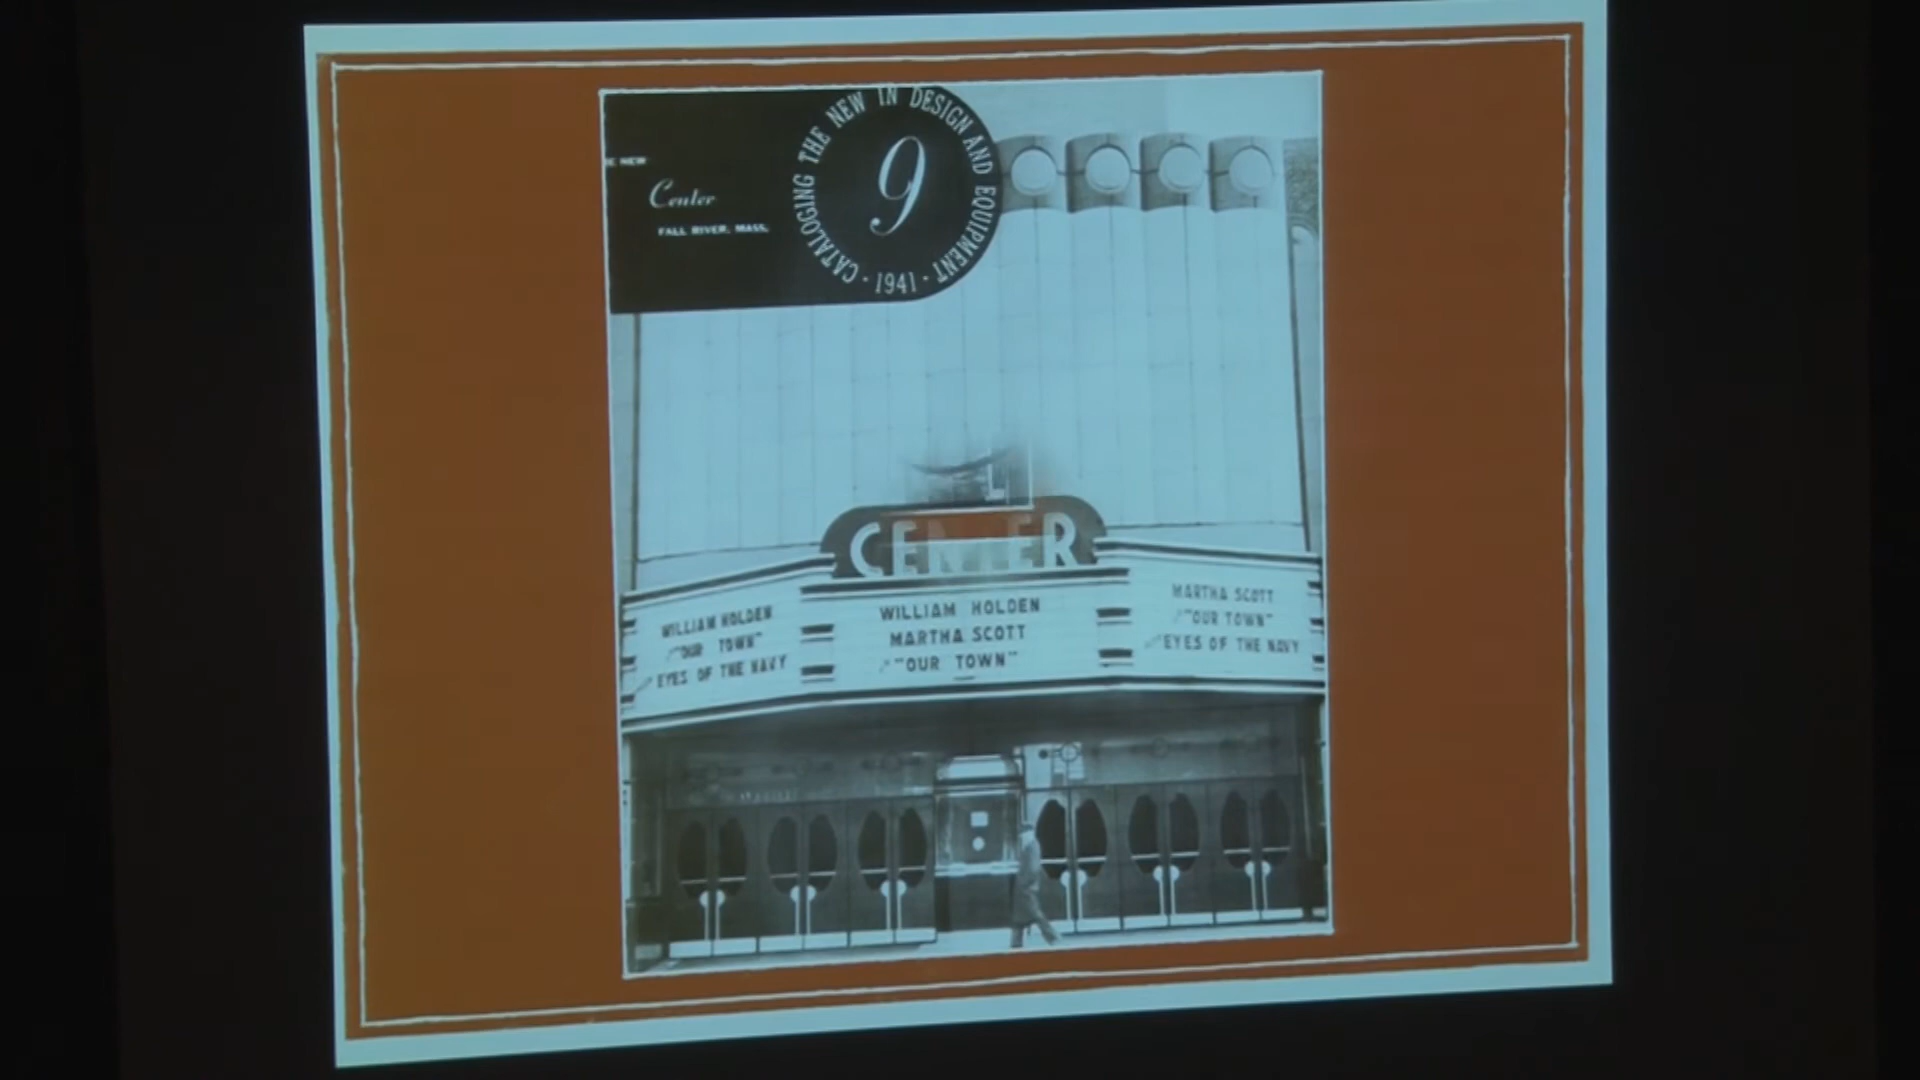 CATALOGING THE NEW IN DESIGN AND EQUIPMENT
- 1941 -
9
NEW
Center
FALL RIVER, MASS.
CENTER
WILLIAM HOLDEN
"OUR TOWN"
EYES OF THE NAVY
WILLIAM HOLDEN
MARTHA SCOTT
"OUR TOWN"
MARTHA SCOTT
"OUR TOWN"
EYES OF THE NAVY